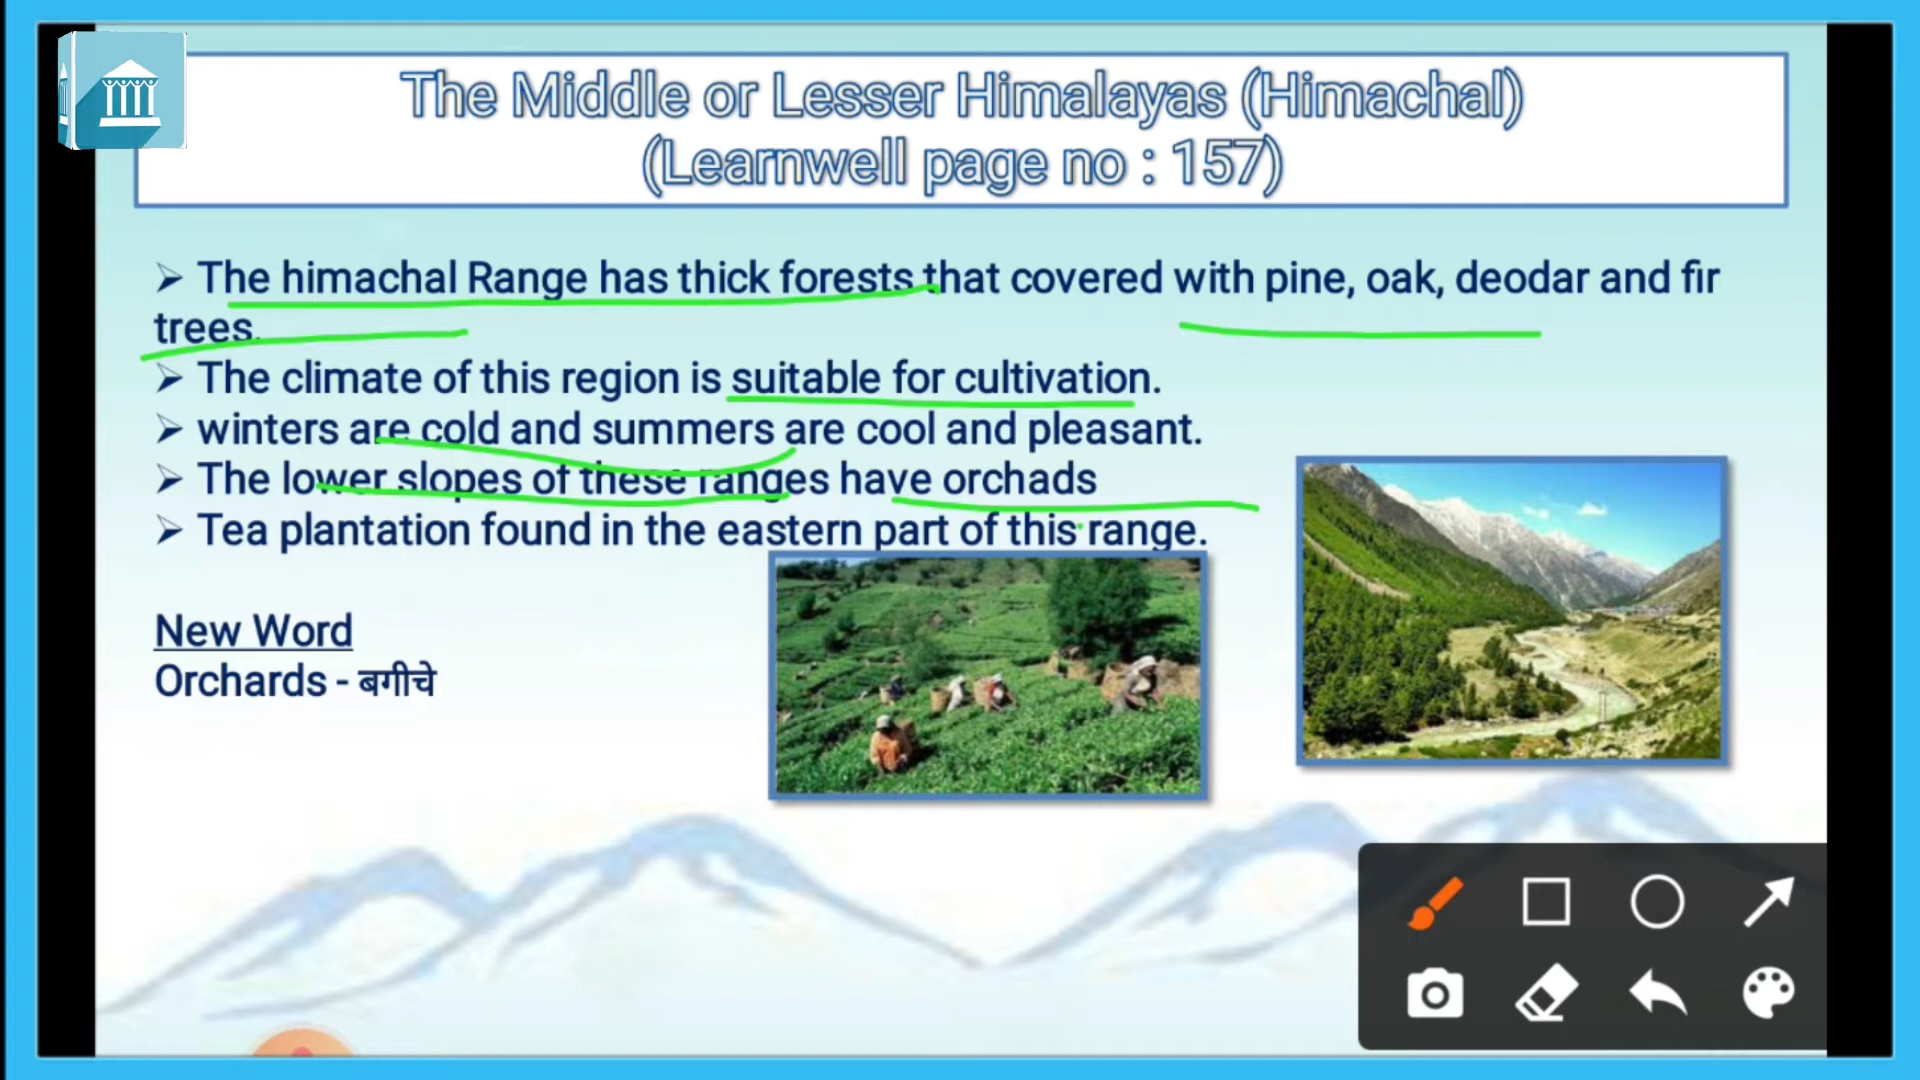 The Middle or Lesser Himalayas (Himachal)
(Learnwell page no : 157)
➢ The himachal Range has thick forests that covered with pine, oak, deodar and fir
trees.
➢ The climate of this region is suitable for cultivation.
➢ winters are cold and summers are cool and pleasant.
➢ The lower slopes of these ranges have orchads
➢ Tea plantation found in the eastern part of this range.
New Word
Orchards - बगीचे